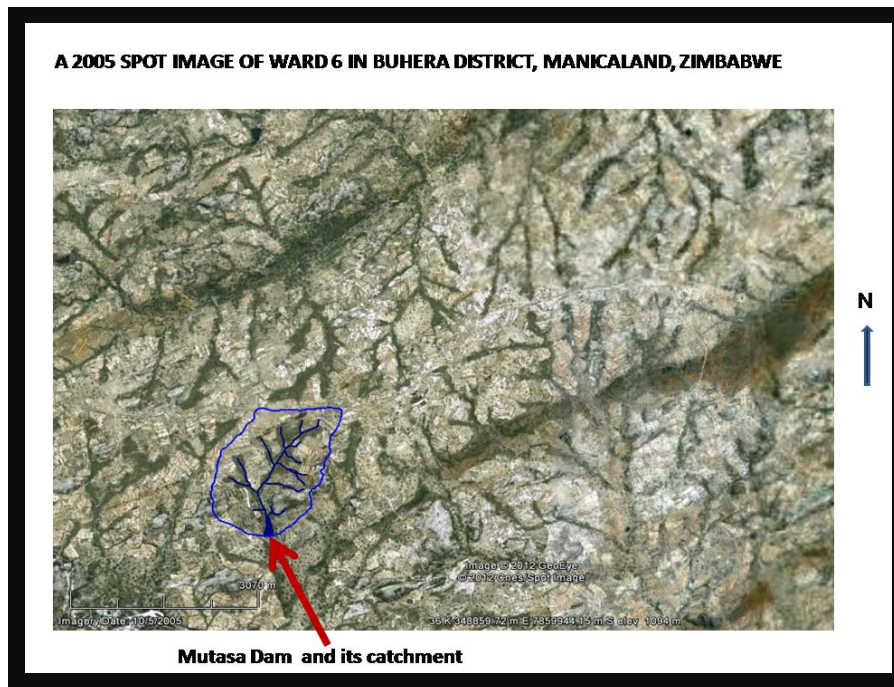 A 2005 SPOT IMAGE OF WARD 6 IN BUHERA DISTRICT, MANICALAND, ZIMBABWE
N
Image © 2012 GeoEye
© 2012 Cnes/Spot Image
3070 m
Imagery Date: 10/5/2005
36 K 348859.72 m E 7859944.15 m S elev 1094 m
Mutasa Dam and its catchment